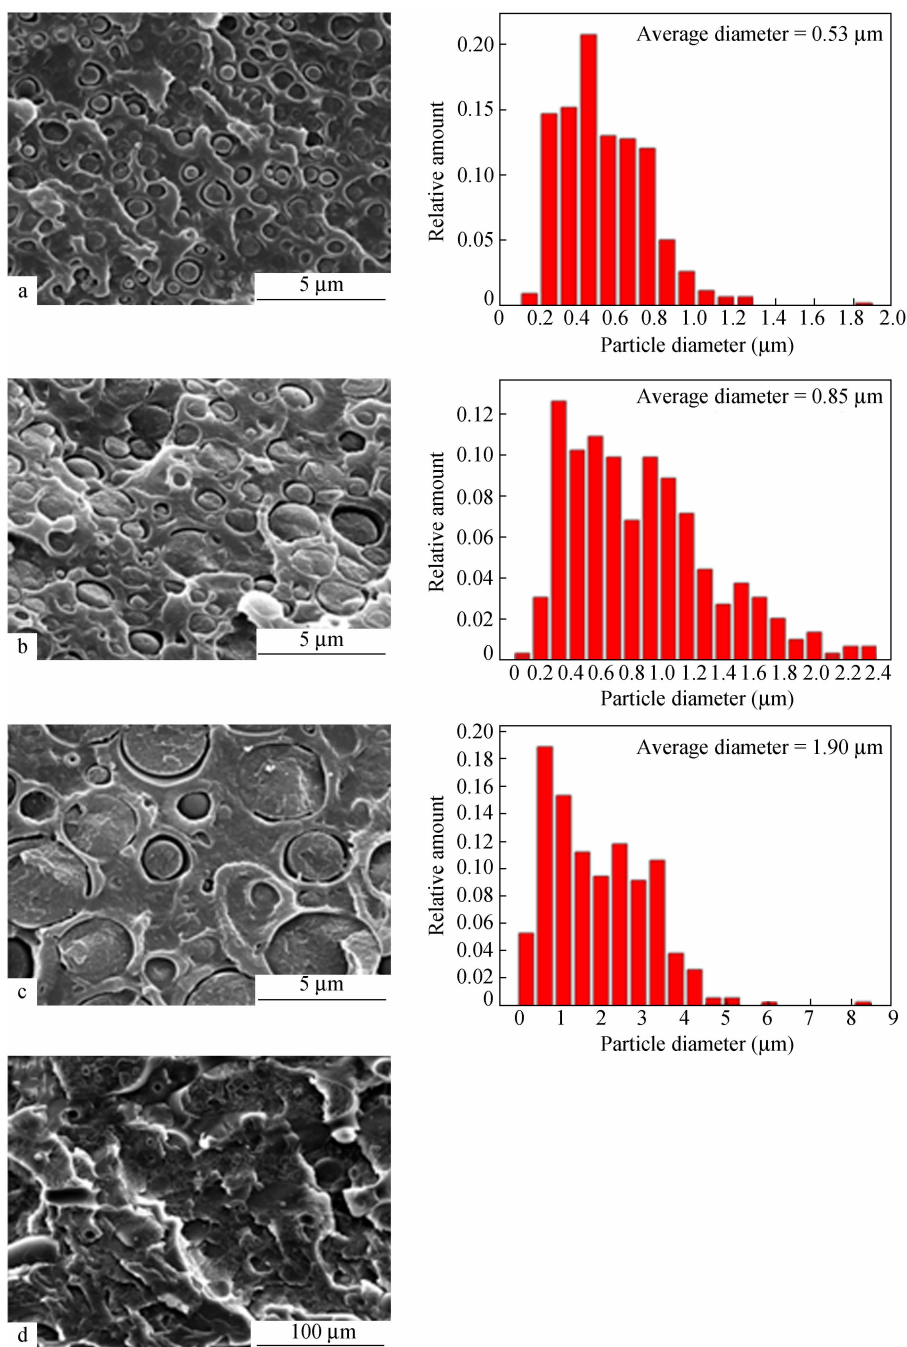 a
5 μm
Average diameter = 0.53 μm
0.20
0.15
0.10
0.05
0
Relative amount
0 0.2 0.4 0.6 0.8 1.0 1.2 1.4 1.6 1.8 2.0
Particle diameter (μm)
b
5 μm
Average diameter = 0.85 μm
0.12
0.10
0.08
0.06
0.04
0.02
0
Relative amount
0 0.2 0.4 0.6 0.8 1.0 1.2 1.4 1.6 1.8 2.0 2.2 2.4
Particle diameter (μm)
c
5 μm
Average diameter = 1.90 μm
0.20
0.18
0.16
0.14
0.12
0.10
0.08
0.06
0.04
0.02
0
Relative amount
0 1 2 3 4 5 6 7 8 9
Particle diameter (μm)
d
100 μm